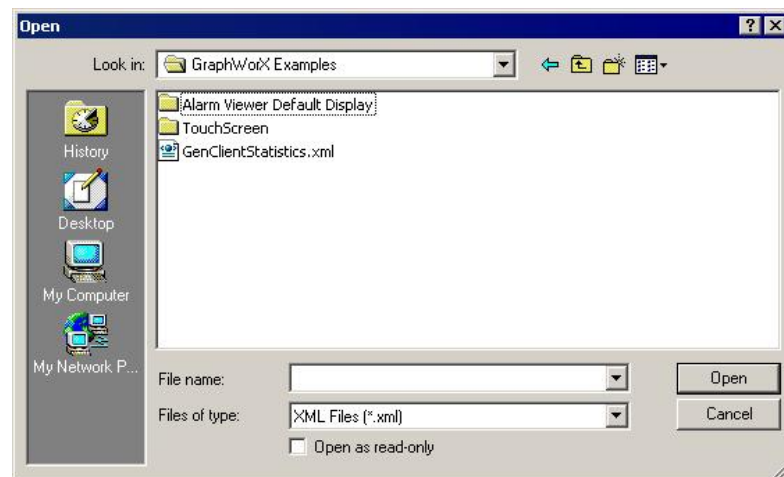 Open
Look in: GraphWorX Examples
Alarm Viewer Default Display
TouchScreen
GenClientStatistics.xml
History
Desktop
My Computer
My Network P...
File name:
Open
Files of type: XML Files (*.xml)
Cancel
Open as read-only